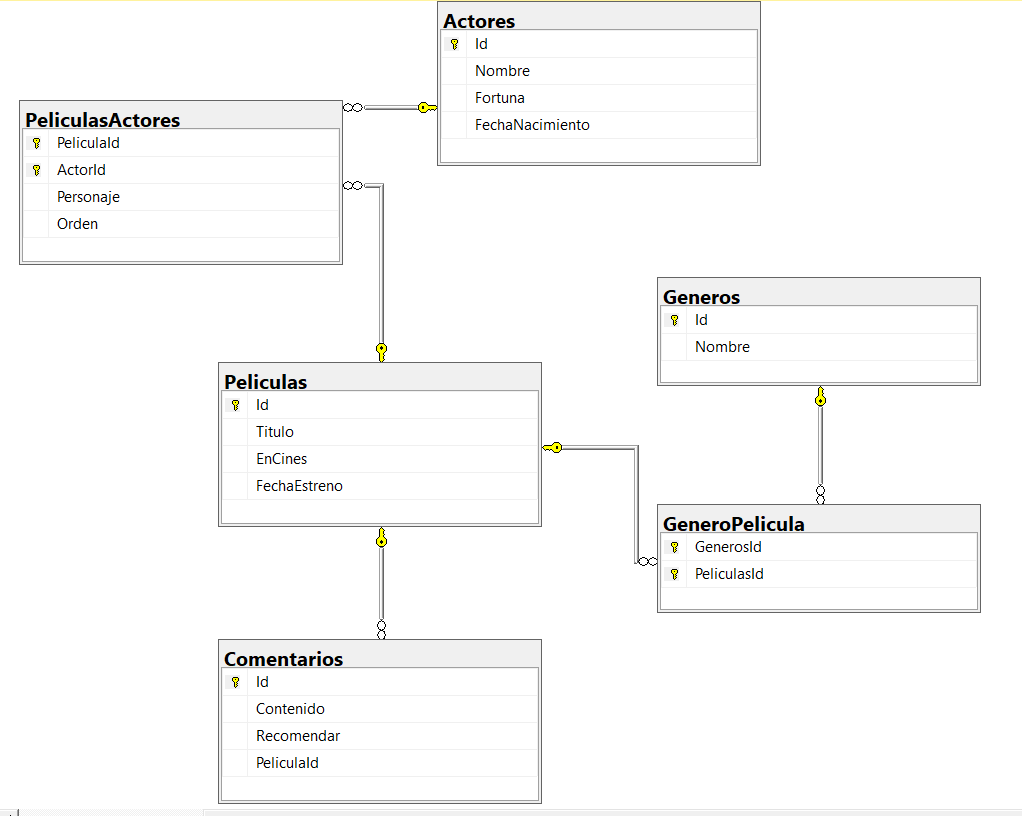 Actores
Id
Nombre
Fortuna
FechaNacimiento
PeliculasActores
PeliculaId
ActorId
Personaje
Orden
Generos
Id
Nombre
Peliculas
Id
Titulo
EnCines
FechaEstreno
GeneroPelicula
GenerosId
PeliculasId
Comentarios
Id
Contenido
Recomendar
PeliculaId